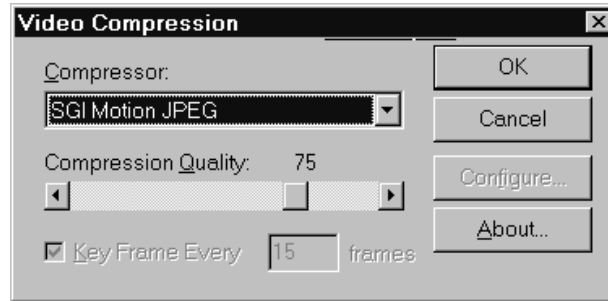 Video Compression
Compressor:
SGI Motion JPEG
Compression Quality: 75
Key Frame Every 15 frames
OK
Cancel
Configure...
About...